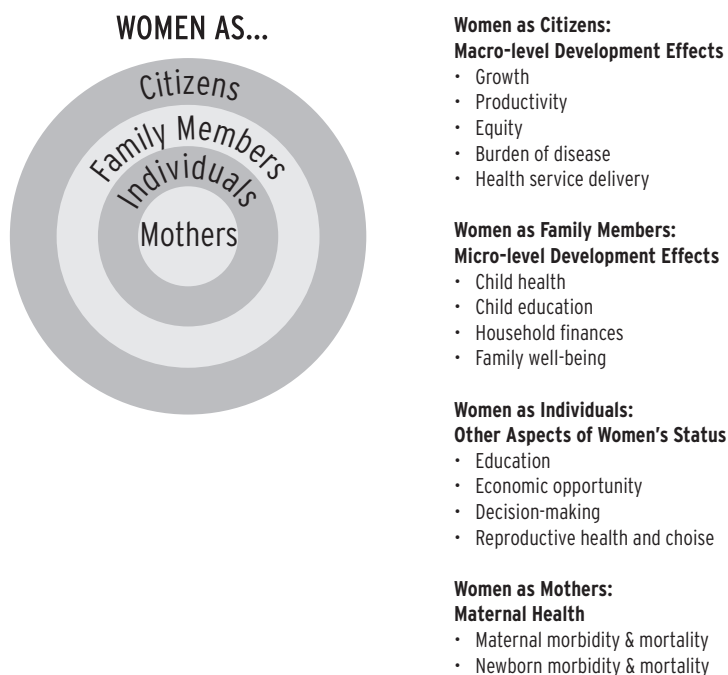 WOMEN AS...
Citizens
Family Members
Individuals
Mothers
Women as Citizens:
Macro-level Development Effects
• Growth
• Productivity
• Equity
• Burden of disease
• Health service delivery
Women as Family Members:
Micro-level Development Effects
• Child health
• Child education
• Household finances
• Family well-being
Women as Individuals:
Other Aspects of Women's Status
• Education
• Economic opportunity
• Decision-making
• Reproductive health and choise
Women as Mothers:
Maternal Health
• Maternal morbidity & mortality
• Newborn morbidity & mortality